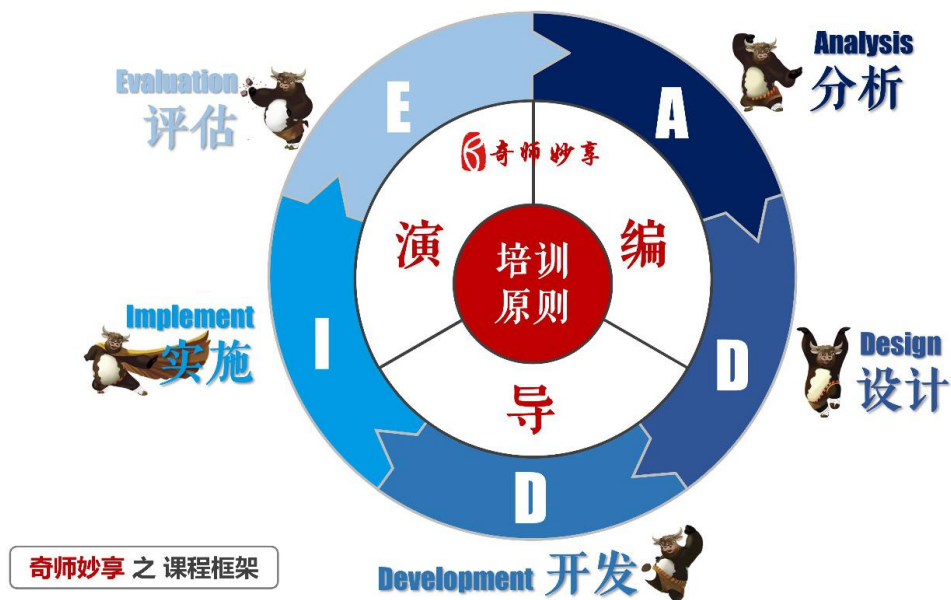 Analysis
分析
Evaluation
评估
E
A
奇师妙享
演
编
培训
原则
Implement
实施
I
D
Design
设计
导
D
Development 开发
奇师妙享 之 课程框架